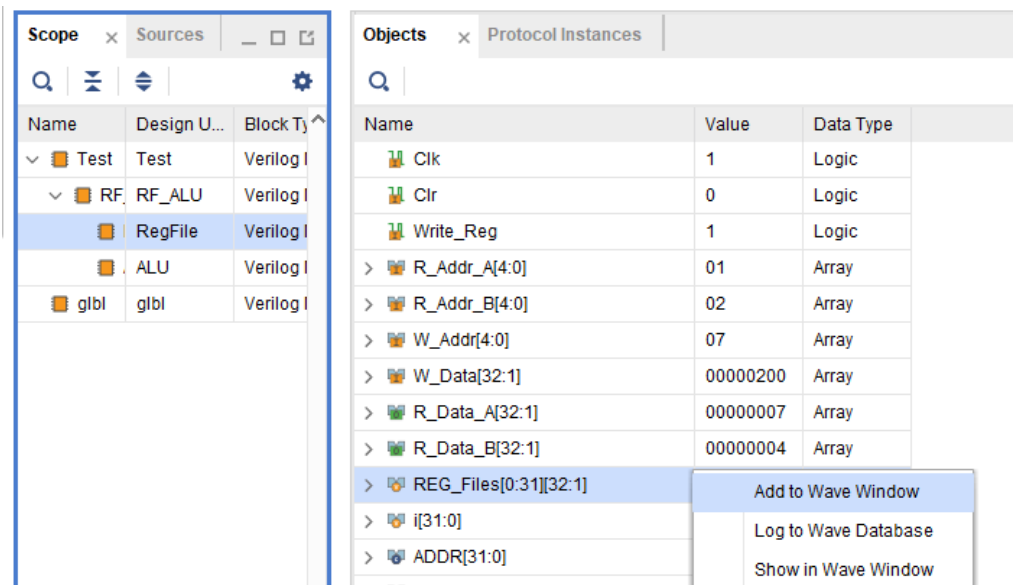 Scope Sources
Name Design U... Block Ty
Test Test Verilog
RF_ RF_ALU Verilog
RegFile Verilog
ALU Verilog
glbl glbl Verilog
Objects Protocol Instances
Name Value Data Type
Clk 1 Logic
Clr 0 Logic
Write_Reg 1 Logic
R_Addr_A[4:0] 01 Array
R_Addr_B[4:0] 02 Array
W_Addr[4:0] 07 Array
W_Data[32:1] 00000200 Array
R_Data_A[32:1] 00000007 Array
R_Data_B[32:1] 00000004 Array
REG_Files[0:31][32:1]
i[31:0]
ADDR[31:0]
Add to Wave Window
Log to Wave Database
Show in Wave Window